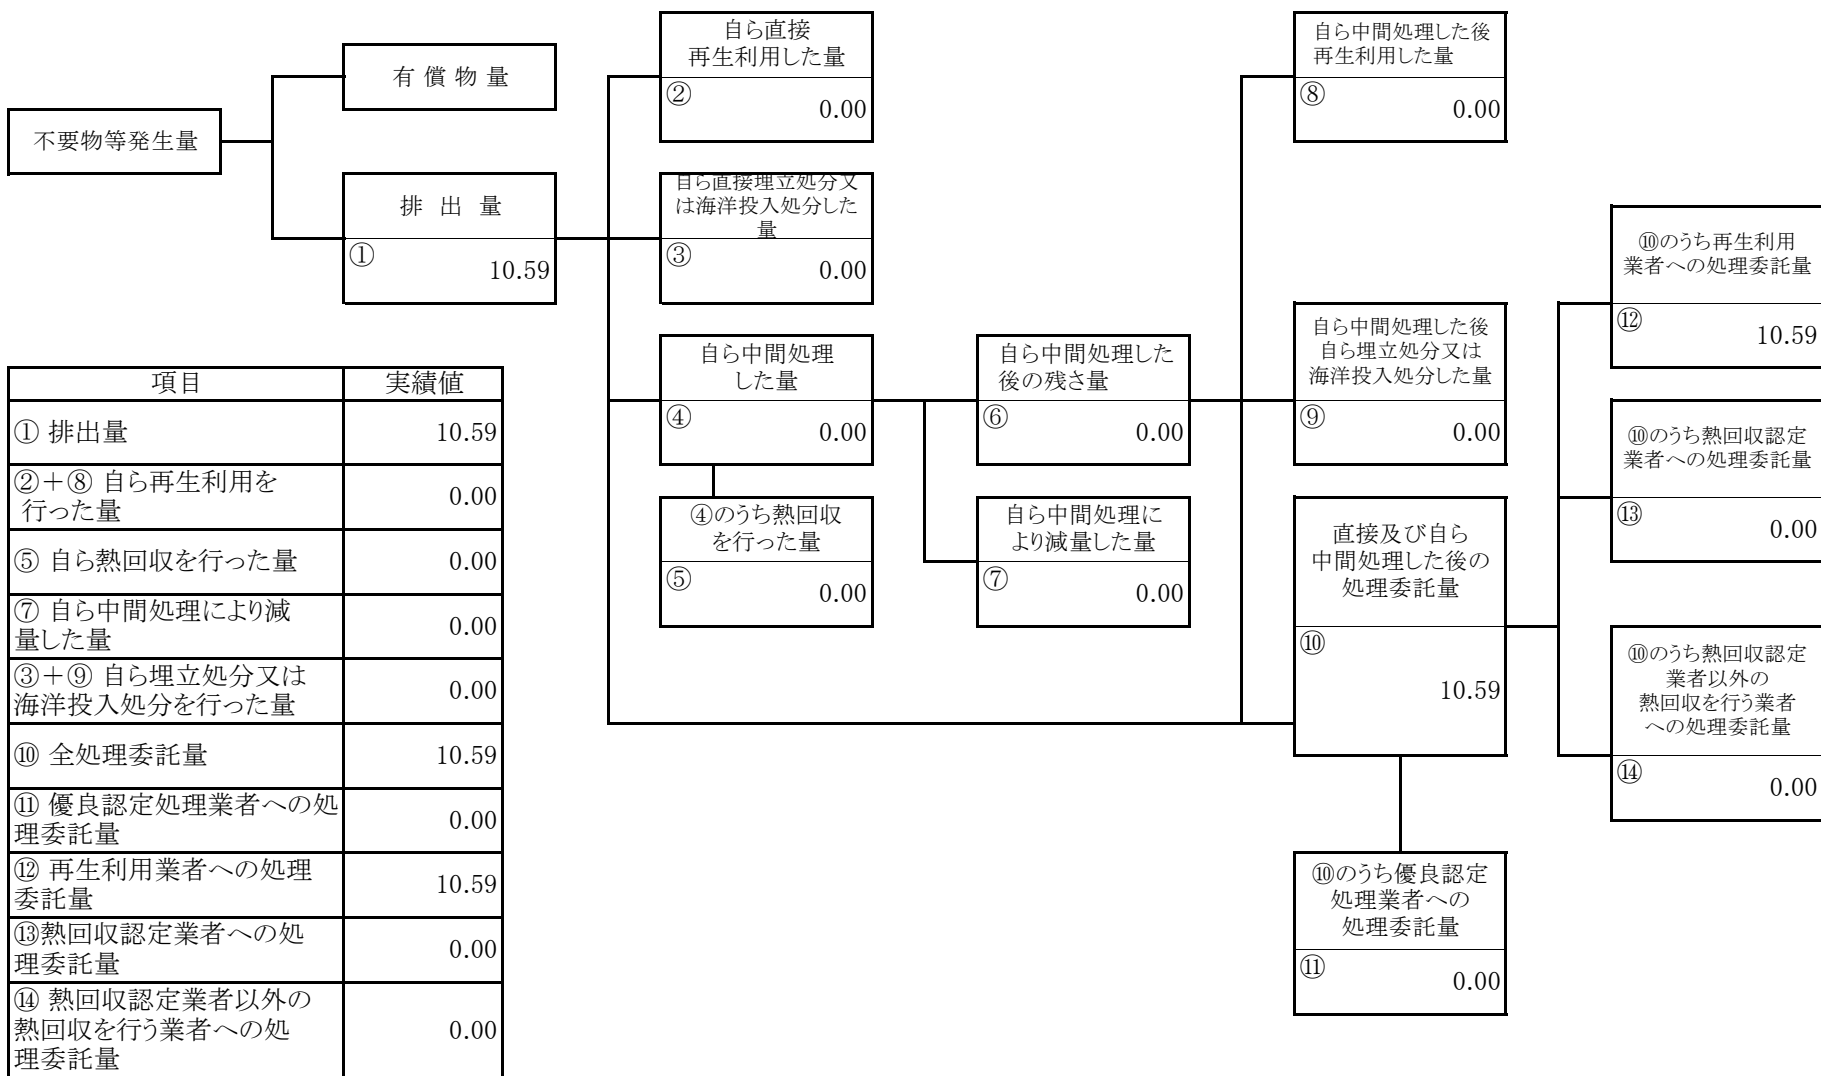 不要物等発生量
有償物量
排出量
①
10.59
自ら直接
再生利用した量
②
0.00
自ら直接埋立処分又
は海洋投入処分した
量
③
0.00
自ら中間処理
した量
④
0.00
④のうち熱回収
を行った量
⑤
0.00
自ら中間処理した
後の残さ量
⑥
0.00
自ら中間処理に
より減量した量
⑦
0.00
自ら中間処理した後
再生利用した量
⑧
0.00
自ら中間処理した後
自ら埋立処分又は
海洋投入処分した量
⑨
0.00
直接及び自ら
中間処理した後の
処理委託量
⑩
10.59
⑩のうち優良認定
処理業者への
処理委託量
⑪
0.00
⑩のうち再生利用
業者への処理委託量
⑫
10.59
⑩のうち熱回収認定
業者への処理委託量
⑬
0.00
⑩のうち熱回収認定
業者以外の
熱回収を行う業者
への処理委託量
⑭
0.00
項目 実績値
① 排出量 10.59
②+⑧ 自ら再生利用を
行った量 0.00
⑤ 自ら熱回収を行った量 0.00
⑦ 自ら中間処理により減
量した量 0.00
③+⑨ 自ら埋立処分又は
海洋投入処分を行った量 0.00
⑩ 全処理委託量 10.59
⑪ 優良認定処理業者への処
理委託量 0.00
⑫ 再生利用業者への処理
委託量 10.59
⑬熱回収認定業者への処
理委託量 0.00
⑭ 熱回収認定業者以外の
熱回収を行う業者への処
理委託量 0.00